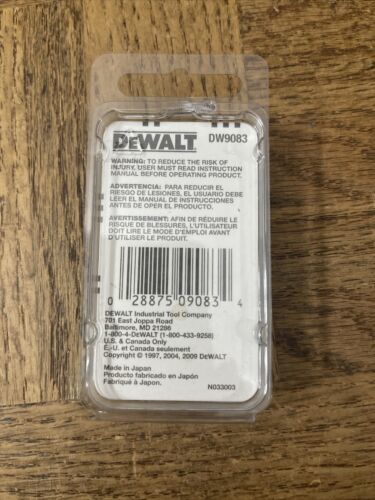 DEWALT
DW9083
WARNING: TO REDUCE THE RISK OF
INJURY, USER MUST READ INSTRUCTION
MANUAL BEFORE OPERATING PRODUCT.
ADVERTENCIA: PARA REDUCIR EL
RIESGO DE LESIONES, EL USUARIO DEBE
LEER EL MANUAL DE INSTRUCCIONES
ANTES DE OPER EL PRODUCTO.
AVERTISSEMENT: AFIN DE RÉDUIRE LE
RISQUE DE BLESSURES, L'UTILISATEUR
DOIT LIRE LE MODE D'EMPLOI AVANT
D'UTILISER LE PRODUIT.
0 28875 09083 4
DEWALT Industrial Tool Company
701 East Joppa Road
Baltimore, MD 21286
1-800-4-DEWALT (1-800-433-9258)
U.S. & Canada Only
É.-U. et Canada seulement
Copyright © 1997, 2004, 2009 DEWALT
Made in Japan
Producto fabricado en Japón
Fabriqué à Japon.
N033003